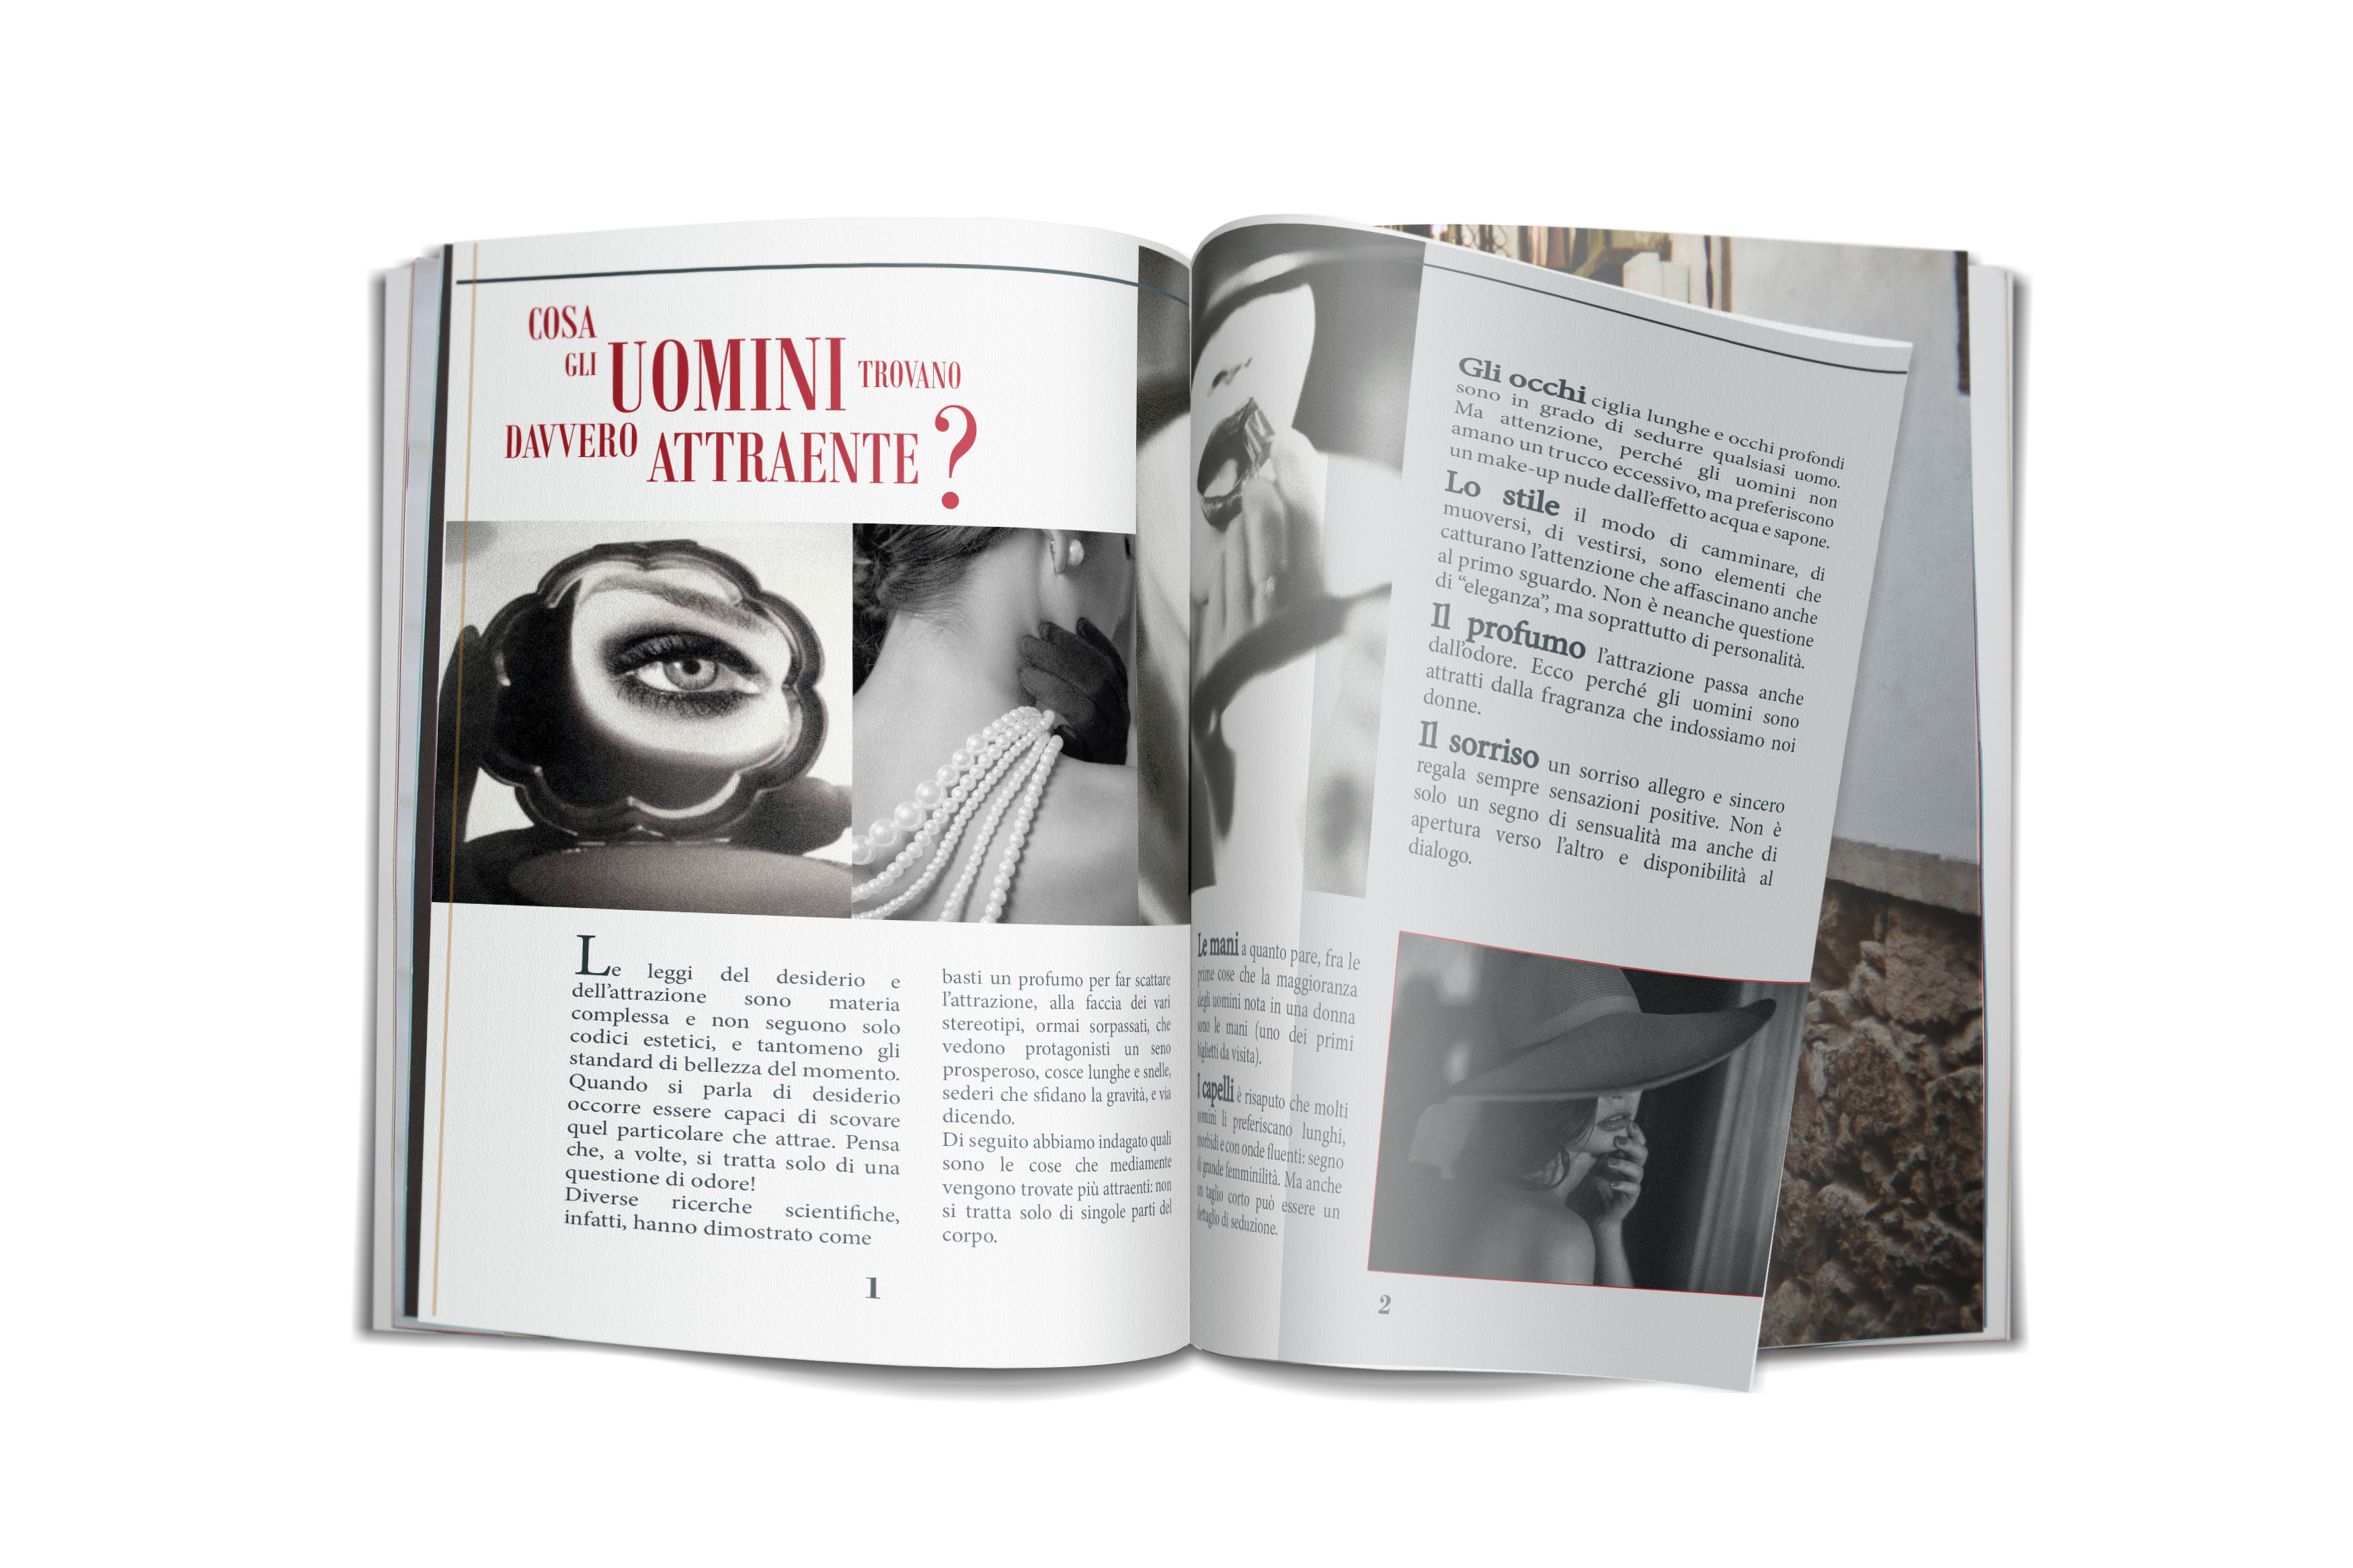 COSA
GLI UOMINI TROVANO
DAVVERO ATTRAENTE ?
Le leggi del desiderio e
dell'attrazione sono materia
complessa e non seguono solo
codici estetici, e tantomeno gli
standard di bellezza del momento.
Quando si parla di desiderio
occorre essere capaci di scovare
quel particolare che attrae. Pensa
che, a volte, si tratta solo di una
questione di odore!
Diverse ricerche scientifiche,
infatti, hanno dimostrato come
basti un profumo per far scattare
l'attrazione, alla faccia dei vari
stereotipi, ormai sorpassati, che
vedono protagonisti un seno
prosperoso, cosce lunghe e snelle,
sederi che sfidano la gravità, e via
dicendo.
Di seguito abbiamo indagato quali
sono le cose che mediamente
vengono trovate più attraenti: non
si tratta solo di singole parti del
corpo.
1
Le mani a quanto pare, fra le
prime cose che la maggioranza
degli uomini nota in una donna
sono le mani (uno dei primi
biglietti da visita).
I capelli è risaputo che molti
uomini li preferiscano lunghi,
morbidi e con onde fluenti: segno
di grande femminilità. Ma anche
un taglio corto può essere un
dettaglio di seduzione.
Gli occhi ciglia lunghe e occhi profondi
sono in grado di sedurre qualsiasi uomo.
Ma attenzione, perché gli uomini non
amano un trucco eccessivo, ma preferiscono
un make-up nude dall'effetto acqua e sapone.
Lo stile il modo di camminare, di
muoversi, di vestirsi, sono elementi che
catturano l'attenzione che affascinano anche
al primo sguardo. Non è neanche questione
di “eleganza”, ma soprattutto di personalità.
Il profumo l'attrazione passa anche
dall'odore. Ecco perché gli uomini sono
attratti dalla fragranza che indossiamo noi
donne.
Il sorriso un sorriso allegro e sincero
regala sempre sensazioni positive. Non è
solo un segno di sensualità ma anche di
apertura verso l'altro e disponibilità al
dialogo.
2